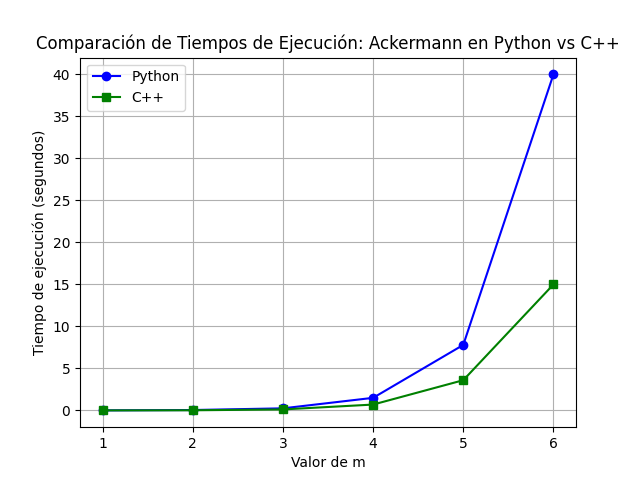 Comparación de Tiempos de Ejecución: Ackermann en Python vs C++
Python
C++
Tiempo de ejecución (segundos)
40
35
30
25
20
15
10
5
0
1 2 3 4 5 6
Valor de m